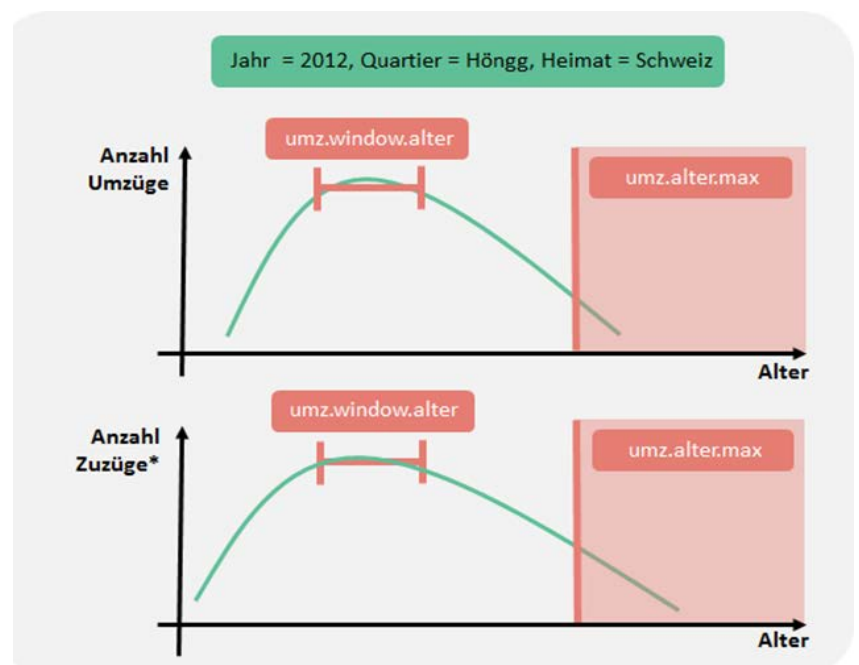 Jahr = 2012, Quartier = Höngg, Heimat = Schweiz
umz.window.alter
Anzahl
Umzüge
umz.alter.max
Alter
umz.window.alter
Anzahl
Zuzüge*
umz.alter.max
Alter